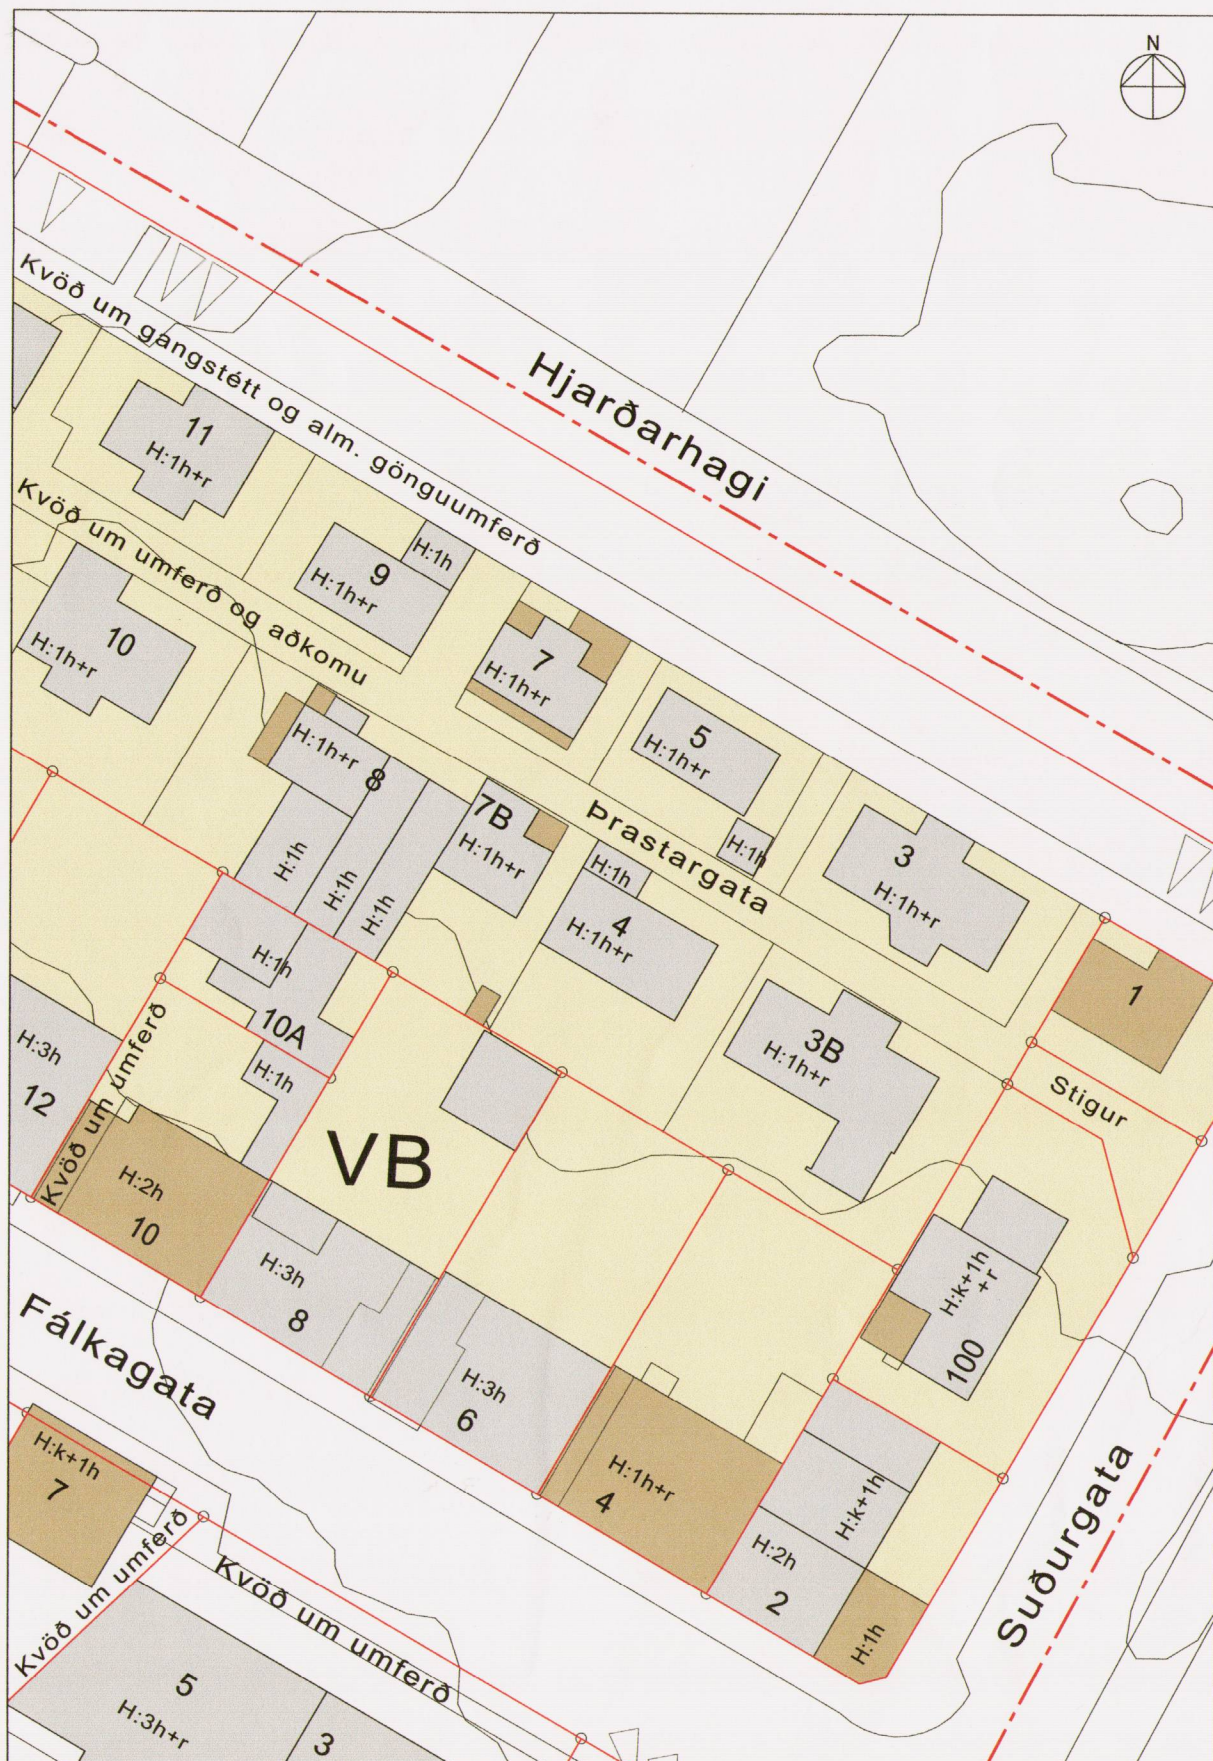 N
Hjarðarhagi
Kvöð um gangstétt og alm. gönguumferð
11
H:1h+r
Kvöð um umferð og aðkomu
9
H:1h+r
H:1h
10
H:1h+r
7
H:1h+r
5
H:1h+r
H:1h
H:1h+r
8
H:1h
H:1h
H:1h
7B
H:1h+r
Þrastargata
3
H:1h+r
H:1h
4
H:1h+r
1
H:1h
10A
H:1h
3B
H:1h+r
Stigur
H:3h
12
Kvöð um umferð
H:2h
10
VB
H:3h
8
H:k+1h
+r
100
Fálkagata
H:3h
6
H:1h+r
4
H:k+1h
H:2h
2
H:1h
Suðurgata
H:k+1h
7
Kvöð um umferð
Kvöð um umferð
5
H:3h+r
3